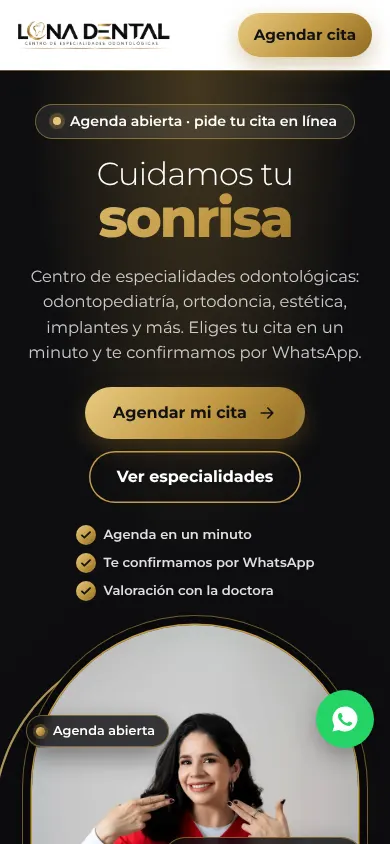 LUNA DENTAL
CENTRO DE ESPECIALIDADES ODONTOLÓGICAS
Agendar cita
Agenda abierta · pide tu cita en línea
Cuidamos tu
sonrisa
Centro de especialidades odontológicas:
odontopediatría, ortodoncia, estética,
implantes y más. Eliges tu cita en un
minuto y te confirmamos por WhatsApp.
Agendar mi cita →
Ver especialidades
Agenda en un minuto
Te confirmamos por WhatsApp
Valoración con la doctora
Agenda abierta